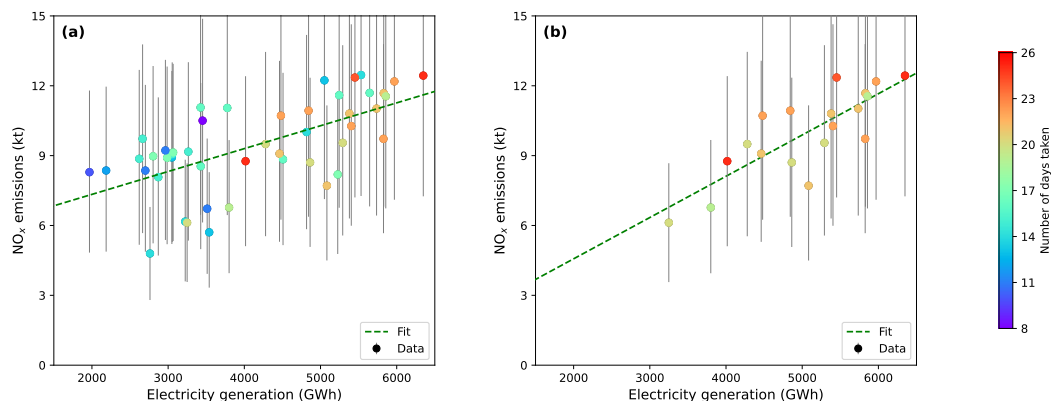 (a)
15
12
9
6
3
0
NOₓ emissions (kt)
2000 3000 4000 5000 6000
Electricity generation (GWh)
Fit
Data
(b)
15
12
9
6
3
0
NOₓ emissions (kt)
2000 3000 4000 5000 6000
Electricity generation (GWh)
Fit
Data
26
23
20
17
14
11
8
Number of days taken